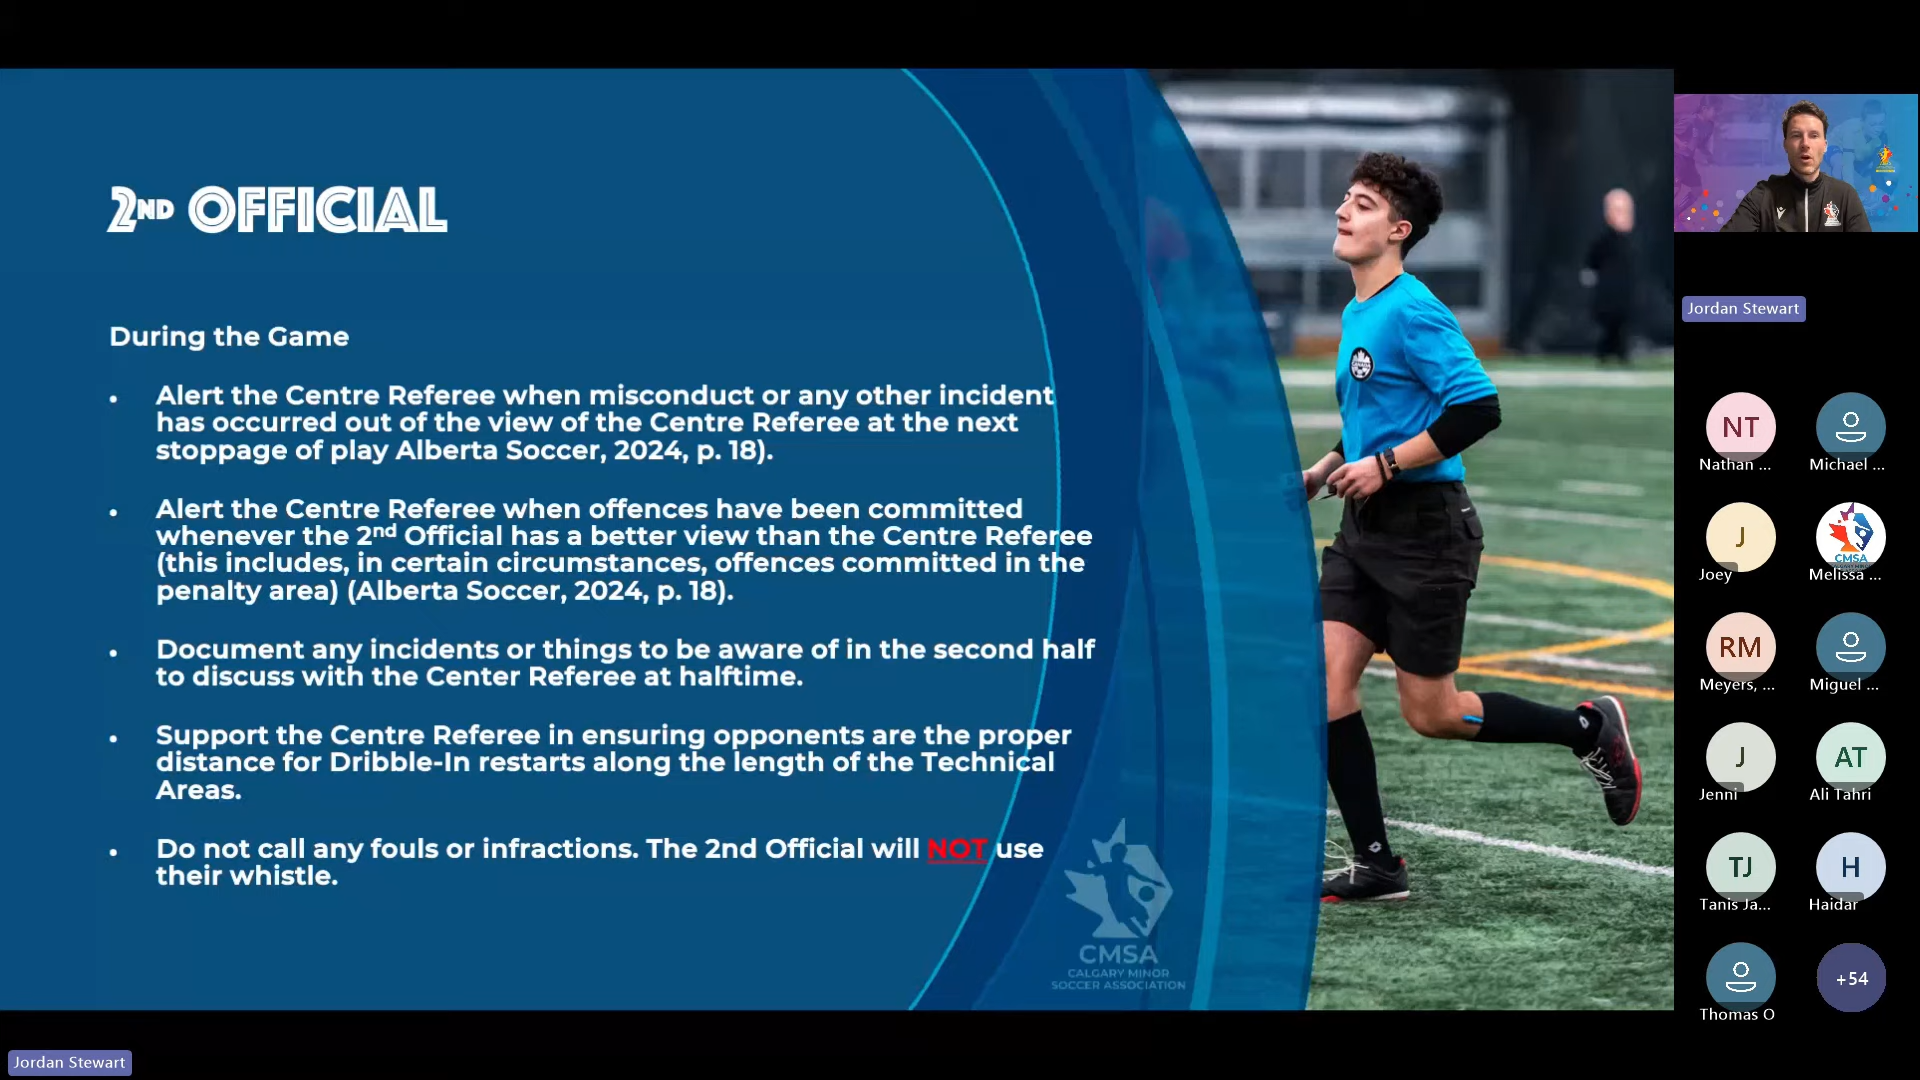 2ND OFFICIAL
During the Game
• Alert the Centre Referee when misconduct or any other incident
has occurred out of the view of the Centre Referee at the next
stoppage of play Alberta Soccer, 2024, p. 18).
• Alert the Centre Referee when offences have been committed
whenever the 2nd Official has a better view than the Centre Referee
(this includes, in certain circumstances, offences committed in the
penalty area) (Alberta Soccer, 2024, p. 18).
• Document any incidents or things to be aware of in the second half
to discuss with the Center Referee at halftime.
• Support the Centre Referee in ensuring opponents are the proper
distance for Dribble-In restarts along the length of the Technical
Areas.
• Do not call any fouls or infractions. The 2nd Official will NOT use
their whistle.
CMSA
CALGARY MINOR
SOCCER ASSOCIATION
CANADA
Jordan Stewart
Jordan Stewart
NT
Nathan ...
Michael ...
J
Joey
CMSA
Melissa ...
RM
Meyers, ...
Miguel ...
J
Jenni
AT
Ali Tahri
TJ
Tanis Ja...
H
Haidar
Thomas O
+54